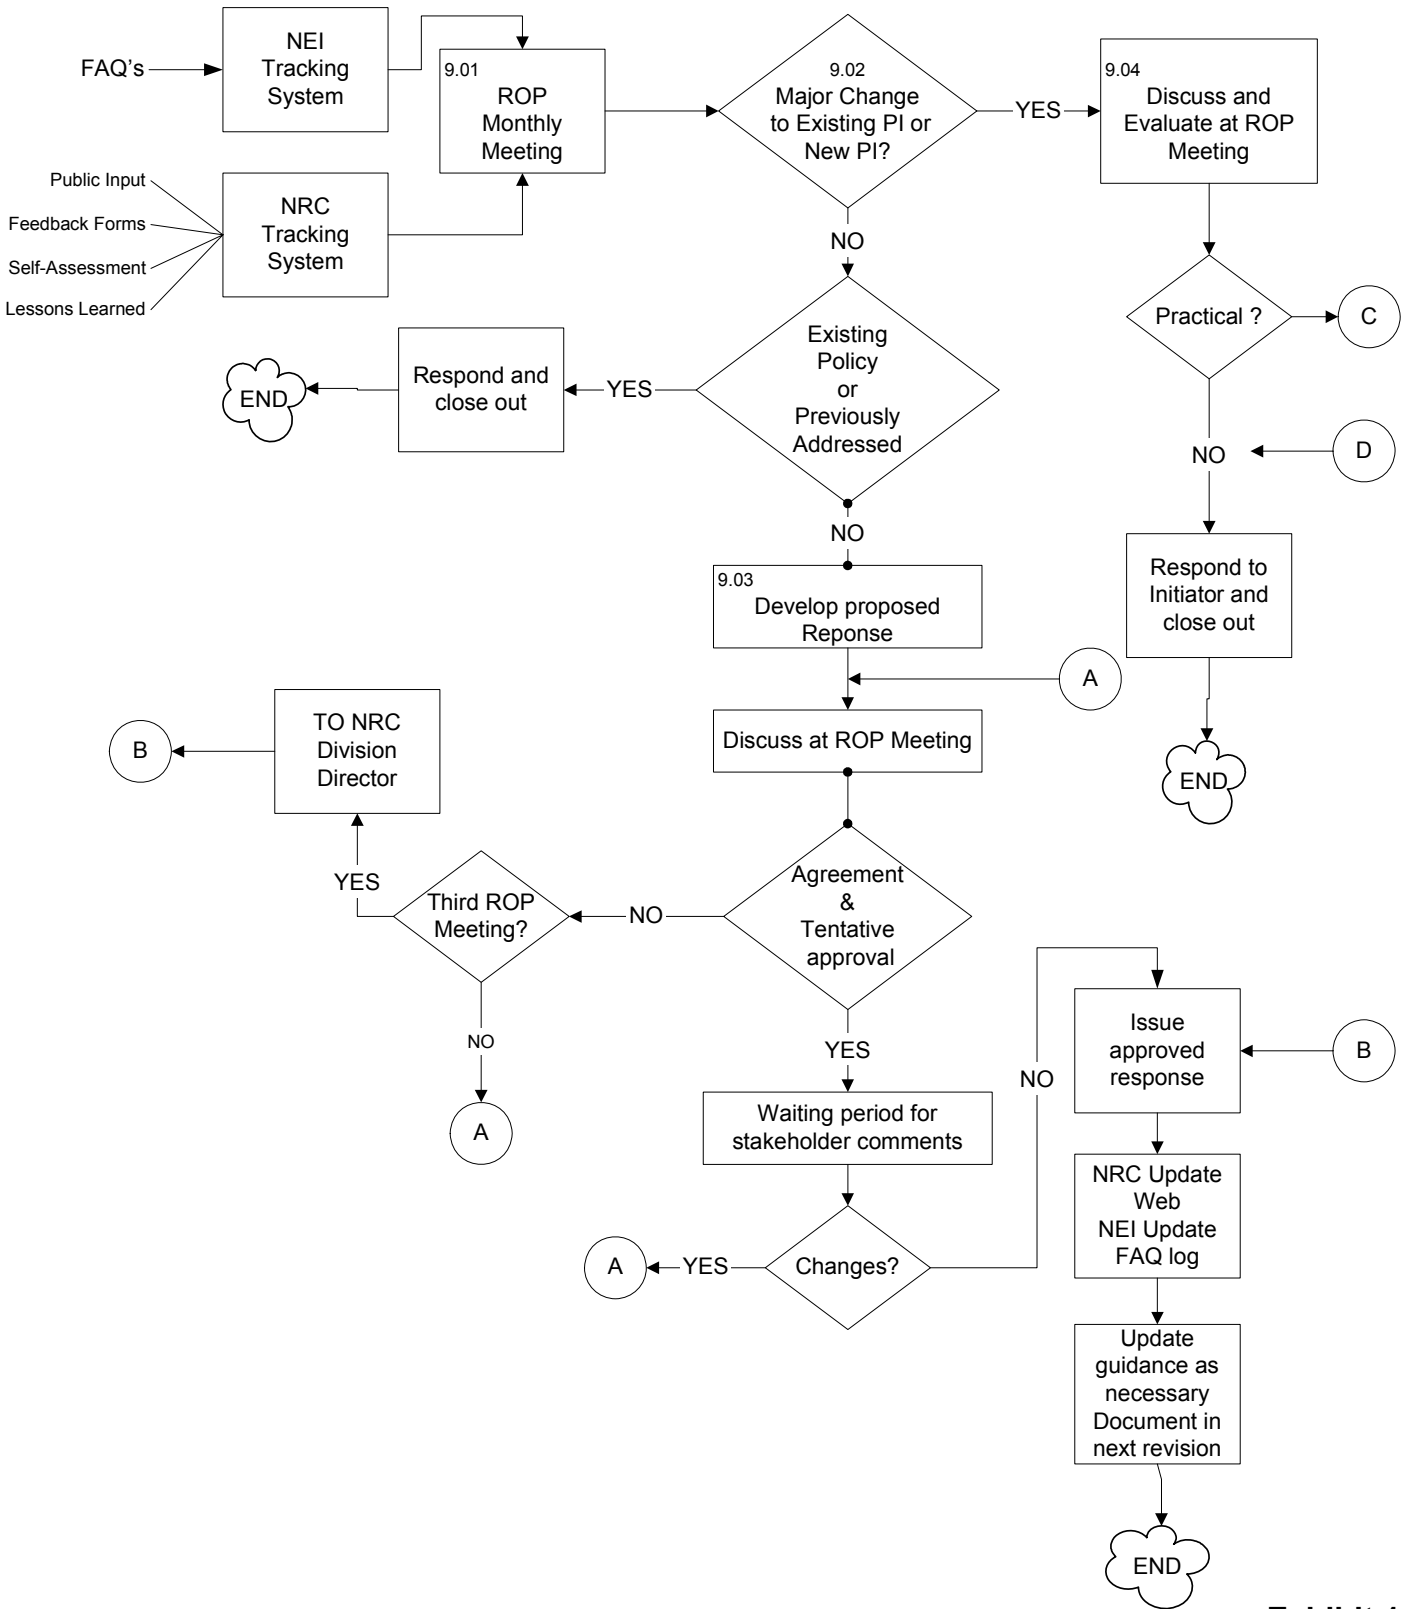 FAQ's
NEI
Tracking
System
9.01
ROP
Monthly
Meeting
9.02
Major Change
to Existing PI or
New PI?
YES
9.04
Discuss and
Evaluate at ROP
Meeting
Public Input
Feedback Forms
Self-Assessment
Lessons Learned
NRC
Tracking
System
NO
Practical ?
C
Existing
Policy
or
Previously
Addressed
YES
Respond and
close out
END
NO
D
NO
9.03
Develop proposed
Reponse
Respond to
Initiator and
close out
A
END
Discuss at ROP Meeting
TO NRC
Division
Director
B
YES
Third ROP
Meeting?
NO
Agreement
&
Tentative
approval
NO
A
YES
Waiting period for
stakeholder comments
Changes?
YES
A
NO
Issue
approved
response
B
NRC Update
Web
NEI Update
FAQ log
Update
guidance as
necessary
Document in
next revision
END